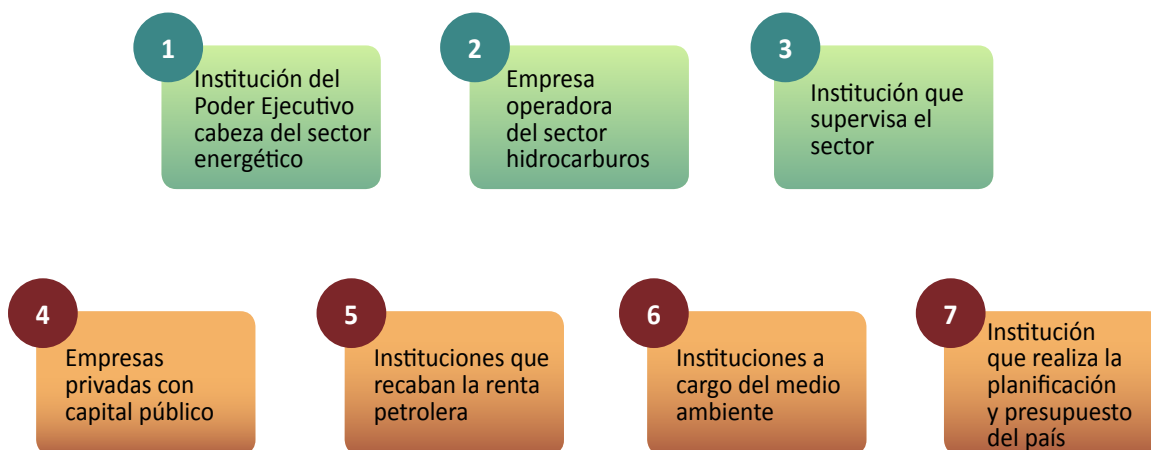 1
Institución del
Poder Ejecutivo
cabeza del sector
energético
2
Empresa
operadora
del sector
hidrocarburos
3
Institución que
supervisa el
sector
4
Empresas
privadas con
capital público
5
Instituciones que
recaban la renta
petrolera
6
Instituciones a
cargo del medio
ambiente
7
Institución
que realiza la
planificación
y presupuesto
del país